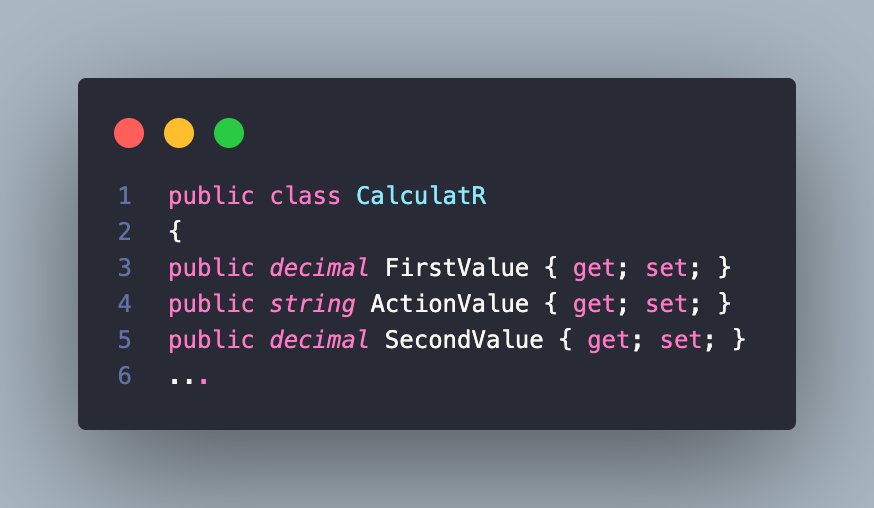 1 public class CalculatR
2 {
3 public decimal FirstValue { get; set; }
4 public string ActionValue { get; set; }
5 public decimal SecondValue { get; set; }
6 ...